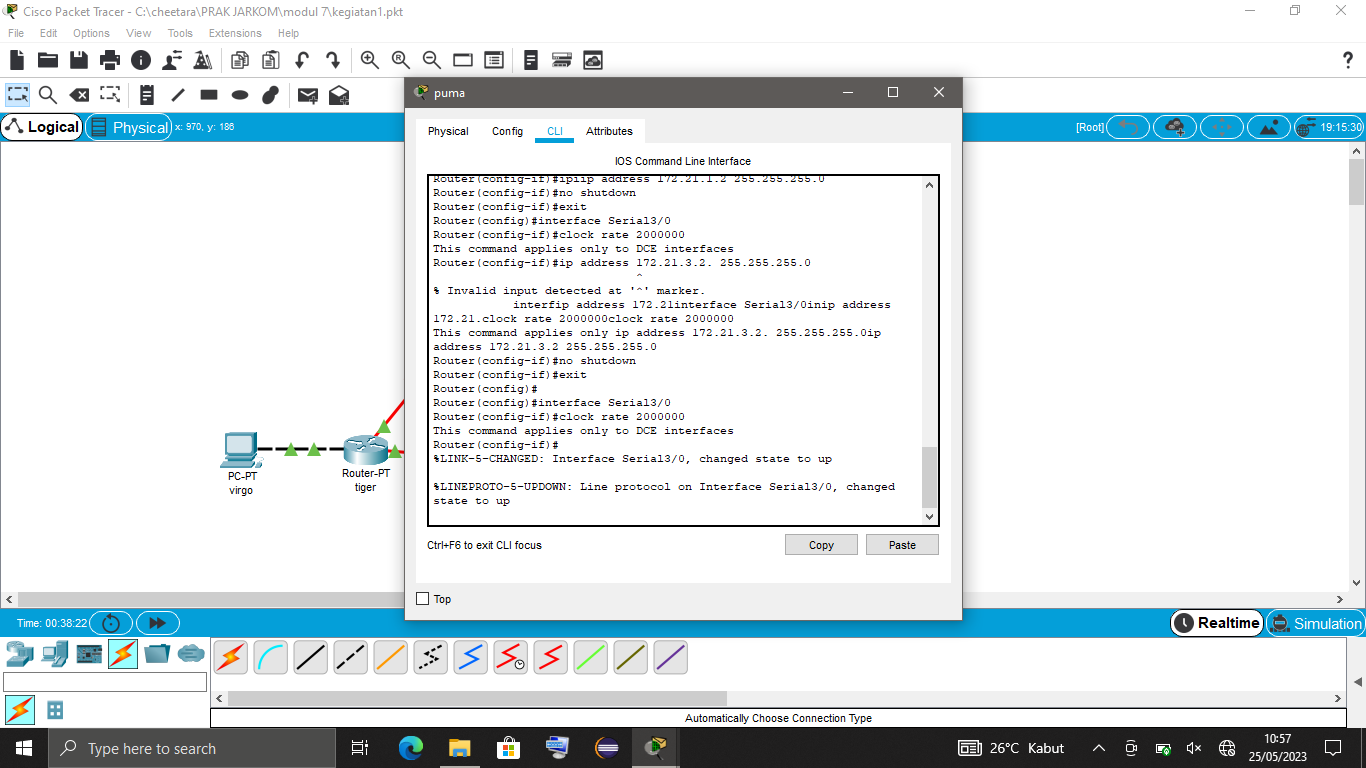 Cisco Packet Tracer - C:\cheetara\PRAK JARKOM\modul 7\kegiatan1.pkt
File Edit Options View Tools Extensions Help
puma
Logical Physical x: 970, y: 186 [Root] 19:15:30
Physical Config CLI Attributes
IOS Command Line Interface
Router(config-if)#ipiip address 172.21.1.2 255.255.255.0
Router(config-if)#no shutdown
Router(config-if)#exit
Router(config)#interface Serial3/0
Router(config-if)#clock rate 2000000
This command applies only to DCE interfaces
Router(config-if)#ip address 172.21.3.2. 255.255.255.0
^
% Invalid input detected at '^' marker.
interfip address 172.21interface Serial3/0inip address
172.21.clock rate 2000000clock rate 2000000
This command applies only ip address 172.21.3.2. 255.255.255.0ip
address 172.21.3.2 255.255.255.0
Router(config-if)#no shutdown
Router(config-if)#exit
Router(config)#
Router(config)#interface Serial3/0
Router(config-if)#clock rate 2000000
This command applies only to DCE interfaces
Router(config-if)#
%LINK-5-CHANGED: Interface Serial3/0, changed state to up
%LINEPROTO-5-UPDOWN: Line protocol on Interface Serial3/0, changed
state to up
PC-PT
virgo
Router-PT
tiger
Ctrl+F6 to exit CLI focus Copy Paste
Top
Time: 00:38:22 Realtime Simulation
Automatically Choose Connection Type
Type here to search
26°C Kabut
10:57
25/05/2023